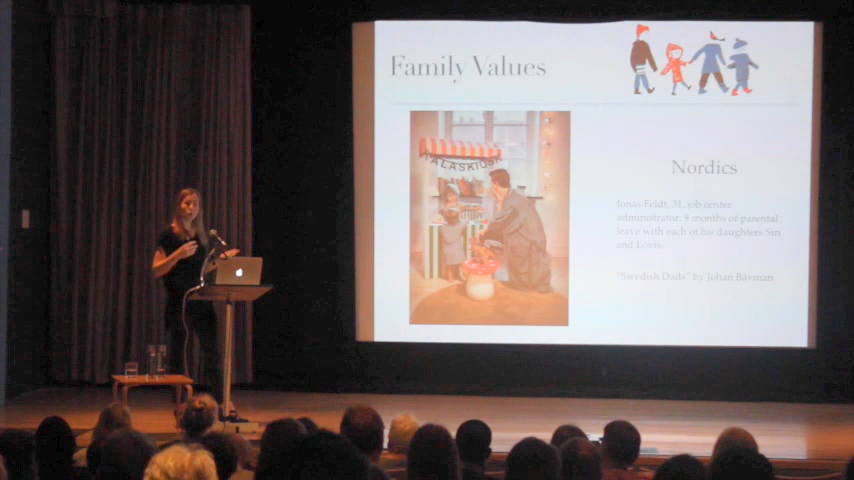 Family Values
KALASKIOSK
Nordics
Jonas Feldt, 31, job center
administrator. 9 months of parental
leave with each of his daughters Siri
and Lovis.
"Swedish Dads" by Johan Bävman